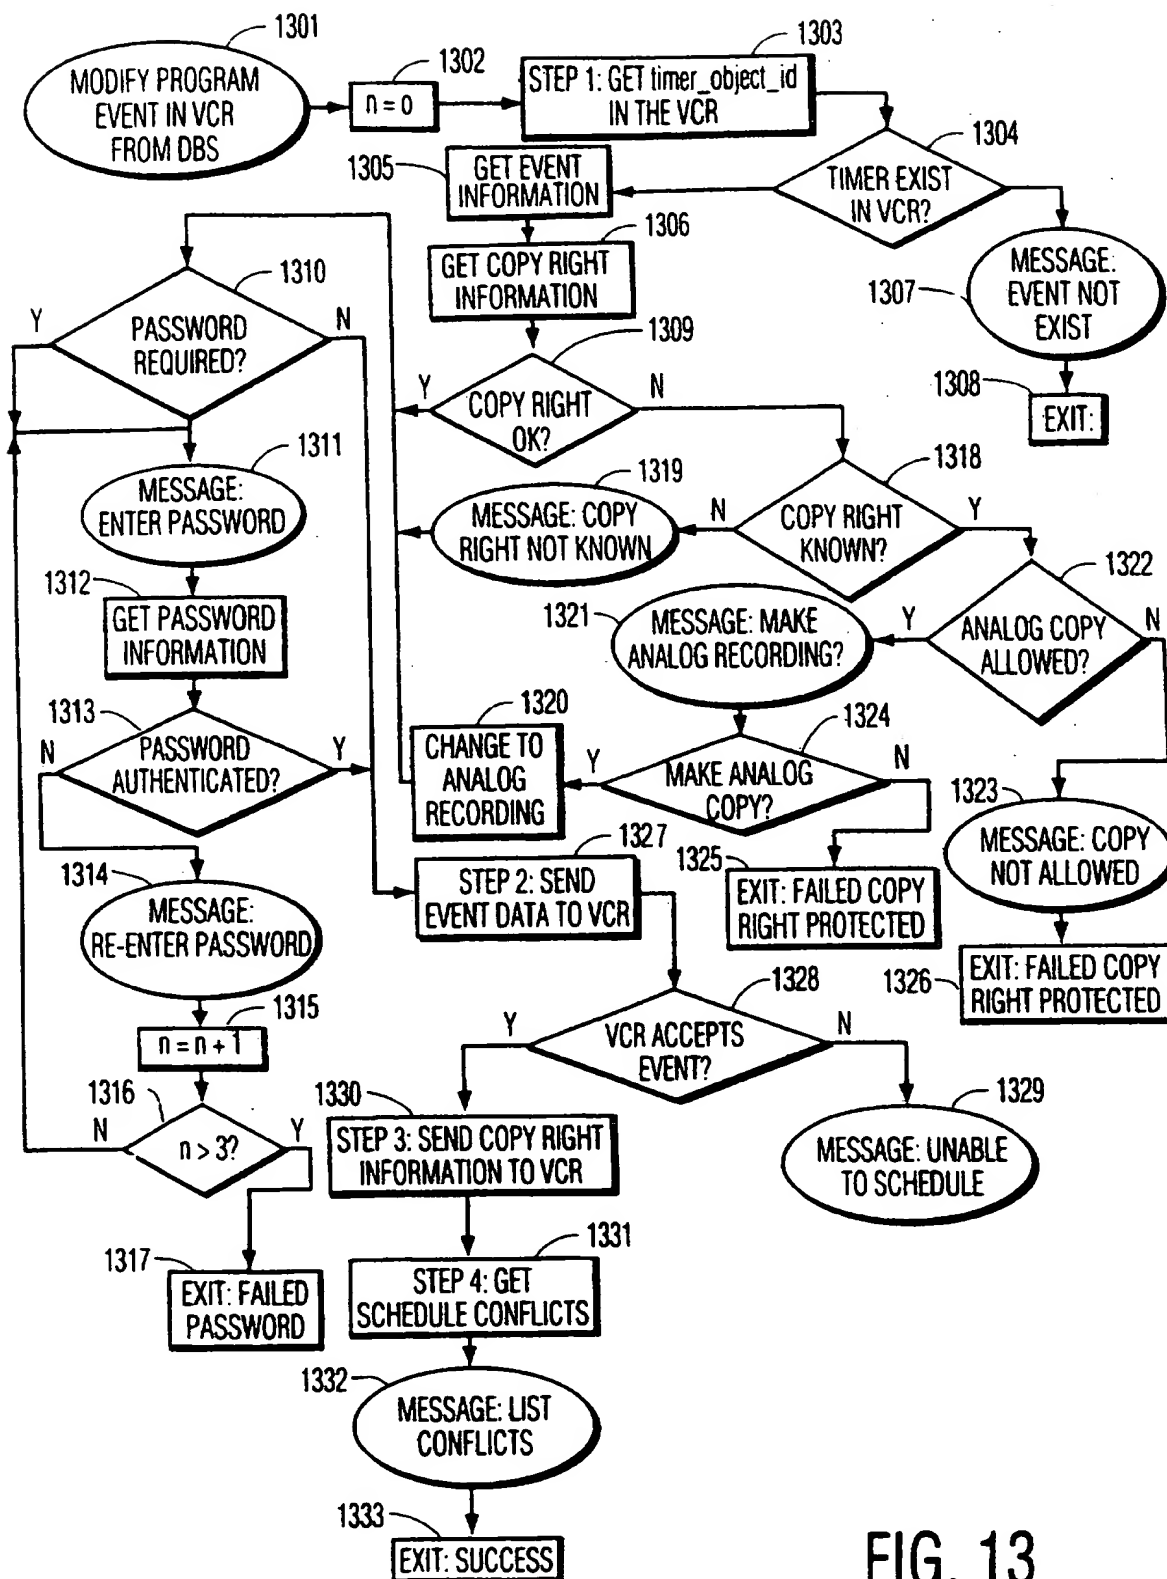 1301
MODIFY PROGRAM
EVENT IN VCR
FROM DBS
1302
n = 0
1303
STEP 1: GET timer_object_id
IN THE VCR
1304
TIMER EXIST
IN VCR?
1305
GET EVENT
INFORMATION
1306
GET COPY RIGHT
INFORMATION
1307
MESSAGE:
EVENT NOT
EXIST
1308
EXIT:
1309
COPY RIGHT
OK?
Y
N
1310
PASSWORD
REQUIRED?
Y
N
1311
MESSAGE:
ENTER PASSWORD
1312
GET PASSWORD
INFORMATION
1313
PASSWORD
AUTHENTICATED?
N
Y
1314
MESSAGE:
RE-ENTER PASSWORD
1315
n = n + 1
1316
n > 3?
N
Y
1317
EXIT: FAILED
PASSWORD
1318
COPY RIGHT
KNOWN?
N
Y
1319
MESSAGE: COPY
RIGHT NOT KNOWN
1322
ANALOG COPY
ALLOWED?
Y
N
1321
MESSAGE: MAKE
ANALOG RECORDING?
1320
CHANGE TO
ANALOG
RECORDING
1324
MAKE ANALOG
COPY?
Y
N
1323
MESSAGE: COPY
NOT ALLOWED
1325
EXIT: FAILED COPY
RIGHT PROTECTED
1326
EXIT: FAILED COPY
RIGHT PROTECTED
1327
STEP 2: SEND
EVENT DATA TO VCR
1328
VCR ACCEPTS
EVENT?
Y
N
1329
MESSAGE: UNABLE
TO SCHEDULE
1330
STEP 3: SEND COPY RIGHT
INFORMATION TO VCR
1331
STEP 4: GET
SCHEDULE CONFLICTS
1332
MESSAGE: LIST
CONFLICTS
1333
EXIT: SUCCESS
FIG. 13